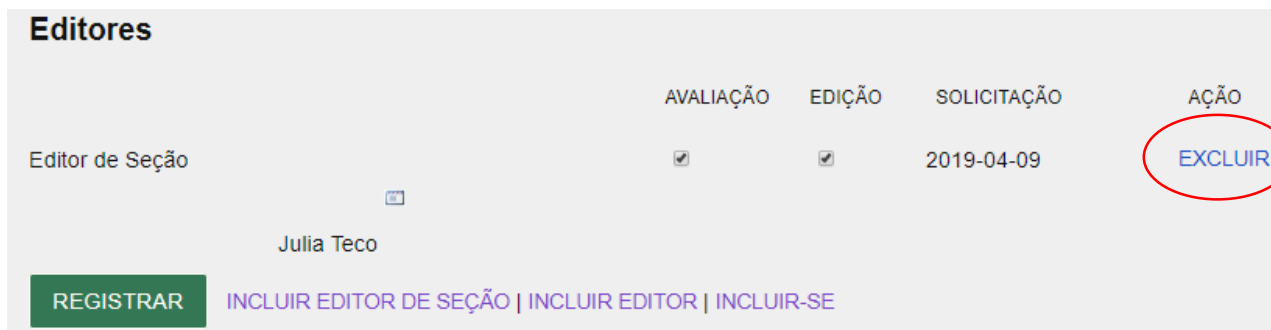 Editores
AVALIAÇÃO EDIÇÃO SOLICITAÇÃO AÇÃO
Editor de Seção 2019-04-09 EXCLUIR
Julia Teco
REGISTRAR INCLUIR EDITOR DE SEÇÃO | INCLUIR EDITOR | INCLUIR-SE